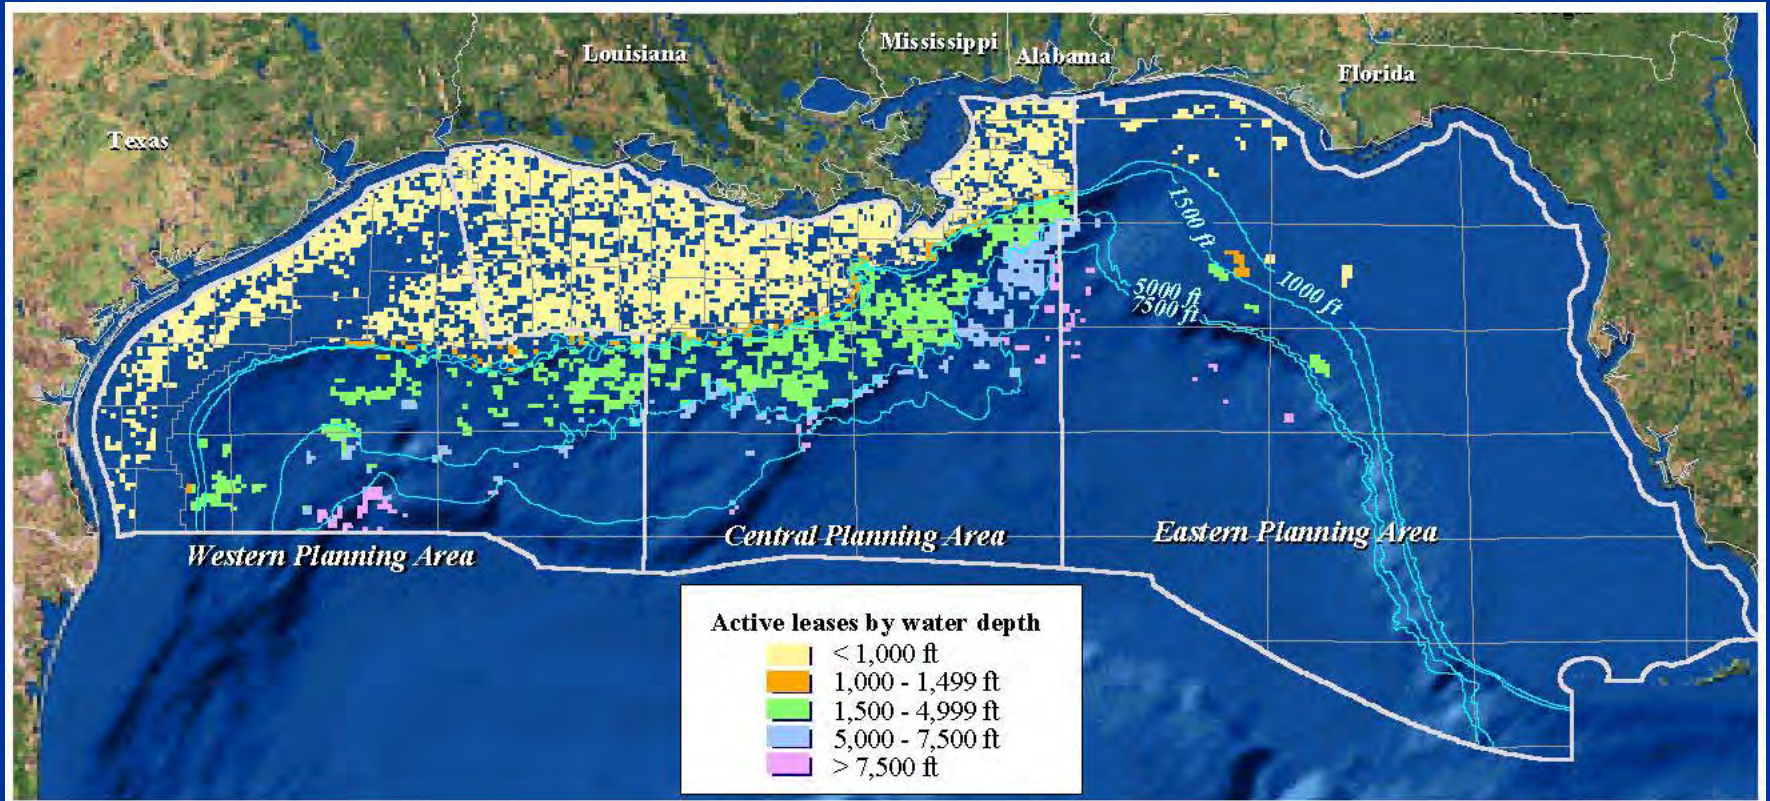 Georgia
Mississippi
Louisiana
Alabama
Florida
Texas
1500 ft
1000 ft
5000 ft
7500 ft
Western Planning Area
Central Planning Area
Eastern Planning Area
Active leases by water depth
< 1,000 ft
1,000 - 1,499 ft
1,500 - 4,999 ft
5,000 - 7,500 ft
> 7,500 ft